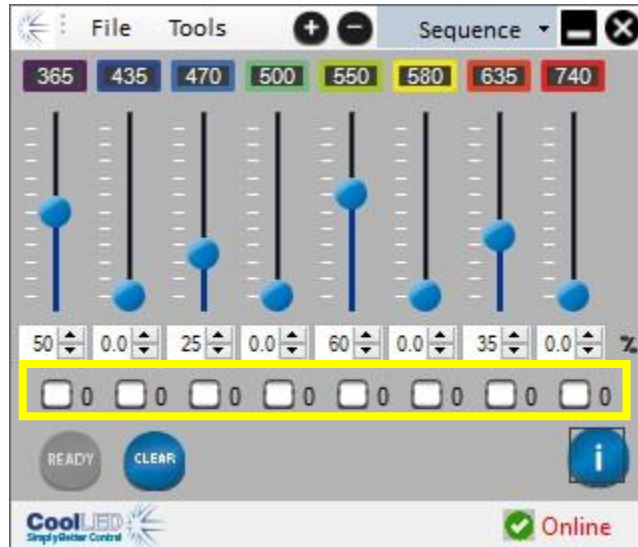 File Tools + − Sequence
365 435 470 500 550 580 635 740
50 0.0 25 0.0 60 0.0 35 0.0 %
0 0 0 0 0 0 0 0
READY CLEAR i
CoolLED
Simply Better Control
Online